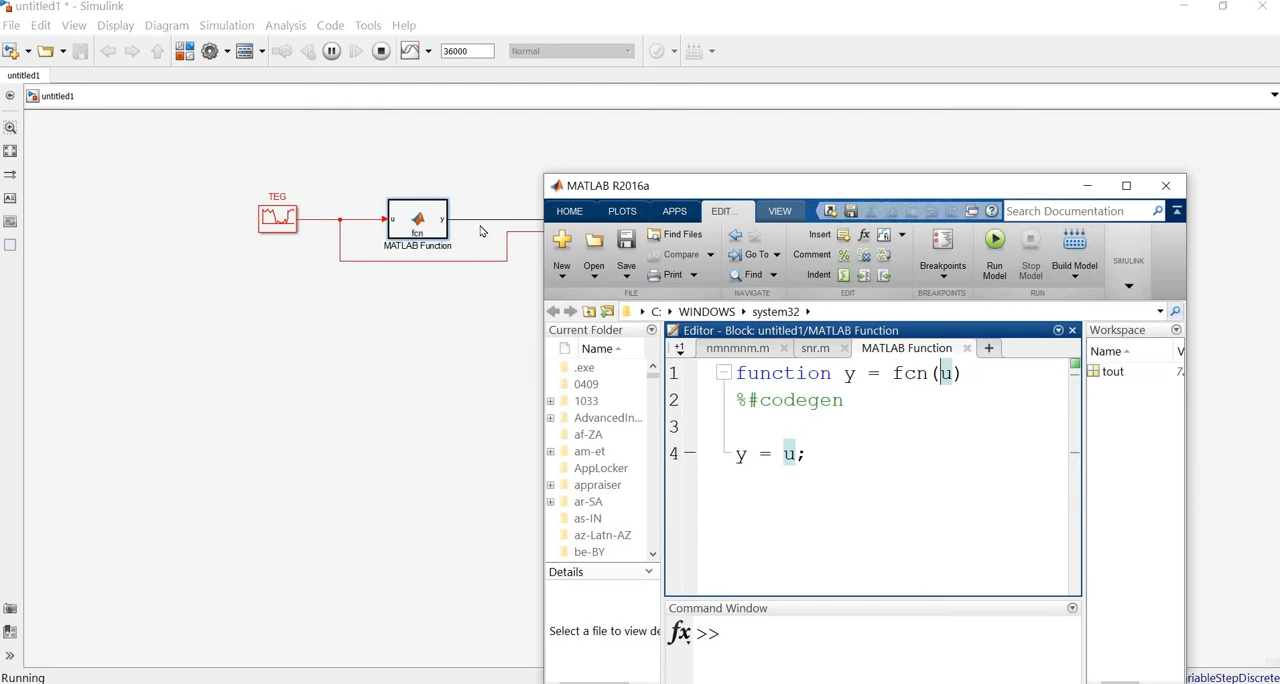 untitled1 * - Simulink
File Edit View Display Diagram Simulation Analysis Code Tools Help
36000 Normal
untitled1
untitled1
TEG
u fcn y
MATLAB Function
MATLAB R2016a
HOME PLOTS APPS EDIT... VIEW Search Documentation
New Open Save Find Files Compare Print Go To Find Insert Comment Indent fx Breakpoints Run Model Stop Model Build Model SIMULINK
FILE NAVIGATE EDIT BREAKPOINTS RUN
C: WINDOWS system32
Current Folder Editor - Block: untitled1/MATLAB Function Workspace
Name nmnmnm.m snr.m MATLAB Function Name V
.exe
0409
1033
AdvancedIn...
af-ZA
am-et
AppLocker
appraiser
ar-SA
as-IN
az-Latn-AZ
be-BY
1 function y = fcn(u)
2 %#codegen
3
4 y = u;
tout 7
Details
Select a file to view de
Command Window
fx >>
Running
riableStepDiscrete